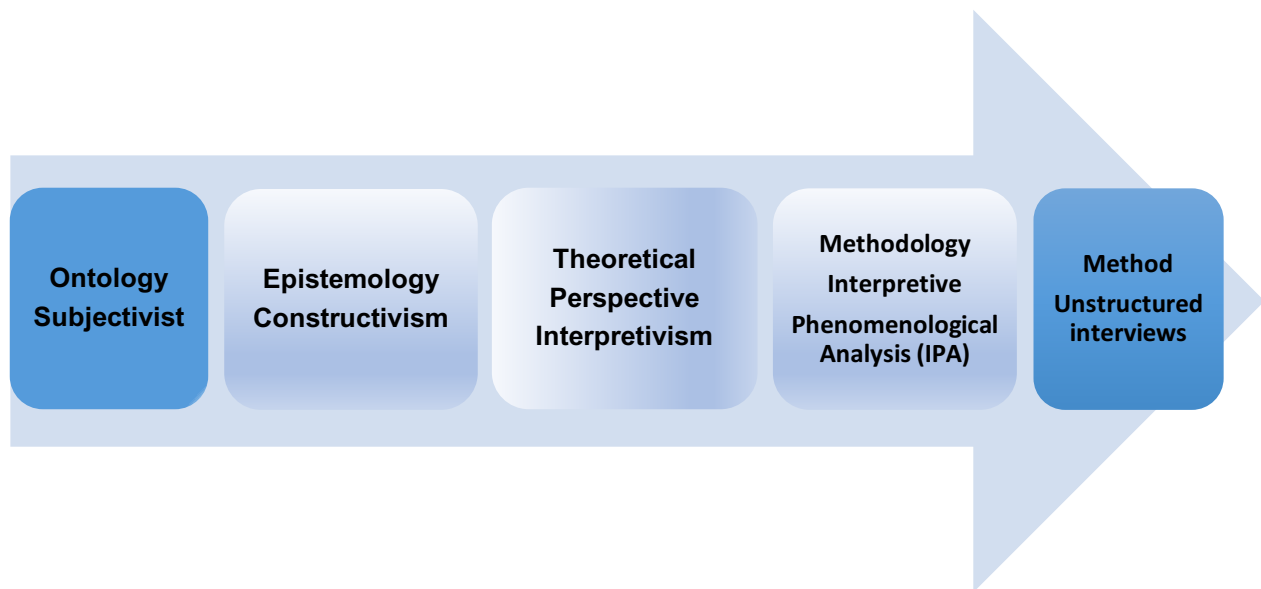 Ontology
Subjectivist
Epistemology
Constructivism
Theoretical
Perspective
Interpretivism
Methodology
Interpretive
Phenomenological
Analysis (IPA)
Method
Unstructured
interviews